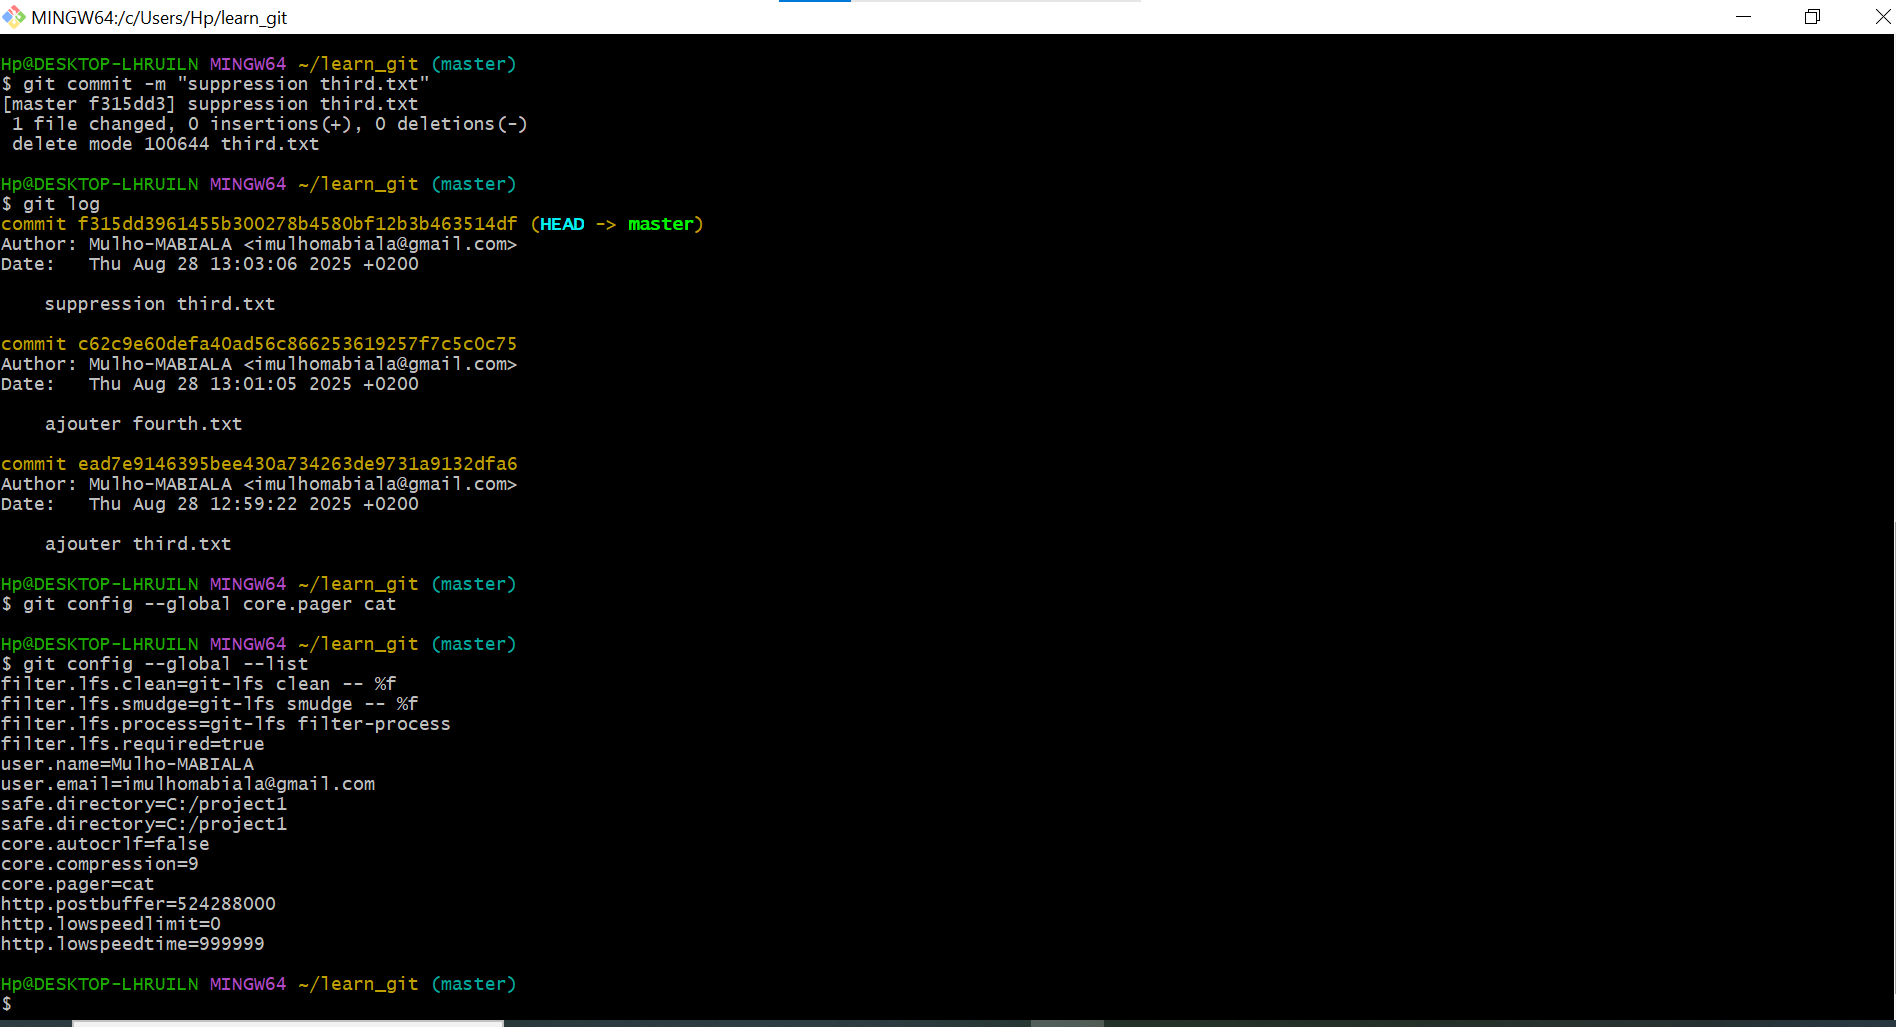 MINGW64:/c/Users/Hp/learn_git
Hp@DESKTOP-LHRUILN MINGW64 ~/learn_git (master)
$ git commit -m "suppression third.txt"
[master f315dd3] suppression third.txt
 1 file changed, 0 insertions(+), 0 deletions(-)
 delete mode 100644 third.txt
Hp@DESKTOP-LHRUILN MINGW64 ~/learn_git (master)
$ git log
commit f315dd3961455b300278b4580bf12b3b463514df (HEAD -> master)
Author: Mulho-MABIALA <imulhomabiala@gmail.com>
Date:   Thu Aug 28 13:03:06 2025 +0200
    suppression third.txt
commit c62c9e60defa40ad56c866253619257f7c5c0c75
Author: Mulho-MABIALA <imulhomabiala@gmail.com>
Date:   Thu Aug 28 13:01:05 2025 +0200
    ajouter fourth.txt
commit ead7e9146395bee430a734263de9731a9132dfa6
Author: Mulho-MABIALA <imulhomabiala@gmail.com>
Date:   Thu Aug 28 12:59:22 2025 +0200
    ajouter third.txt
Hp@DESKTOP-LHRUILN MINGW64 ~/learn_git (master)
$ git config --global core.pager cat
Hp@DESKTOP-LHRUILN MINGW64 ~/learn_git (master)
$ git config --global --list
filter.lfs.clean=git-lfs clean -- %f
filter.lfs.smudge=git-lfs smudge -- %f
filter.lfs.process=git-lfs filter-process
filter.lfs.required=true
user.name=Mulho-MABIALA
user.email=imulhomabiala@gmail.com
safe.directory=C:/project1
safe.directory=C:/project1
core.autocrlf=false
core.compression=9
core.pager=cat
http.postbuffer=524288000
http.lowspeedlimit=0
http.lowspeedtime=999999
Hp@DESKTOP-LHRUILN MINGW64 ~/learn_git (master)
$